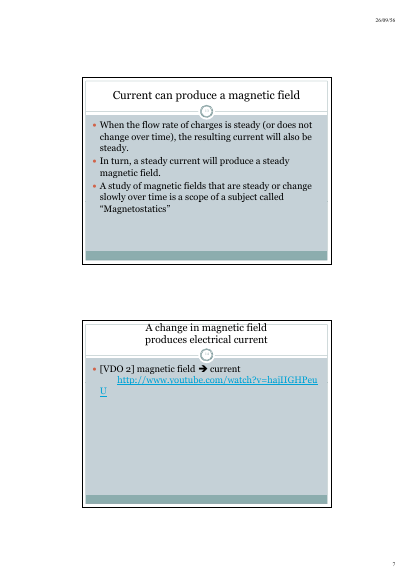 26/09/56
Current can produce a magnetic field
• When the flow rate of charges is steady (or does not
change over time), the resulting current will also be
steady.
• In turn, a steady current will produce a steady
magnetic field.
• A study of magnetic fields that are steady or change
slowly over time is a scope of a subject called
“Magnetostatics”
A change in magnetic field
produces electrical current
• [VDO 2] magnetic field ➔ current
http://www.youtube.com/watch?v=hajIIGHPeu
U
7